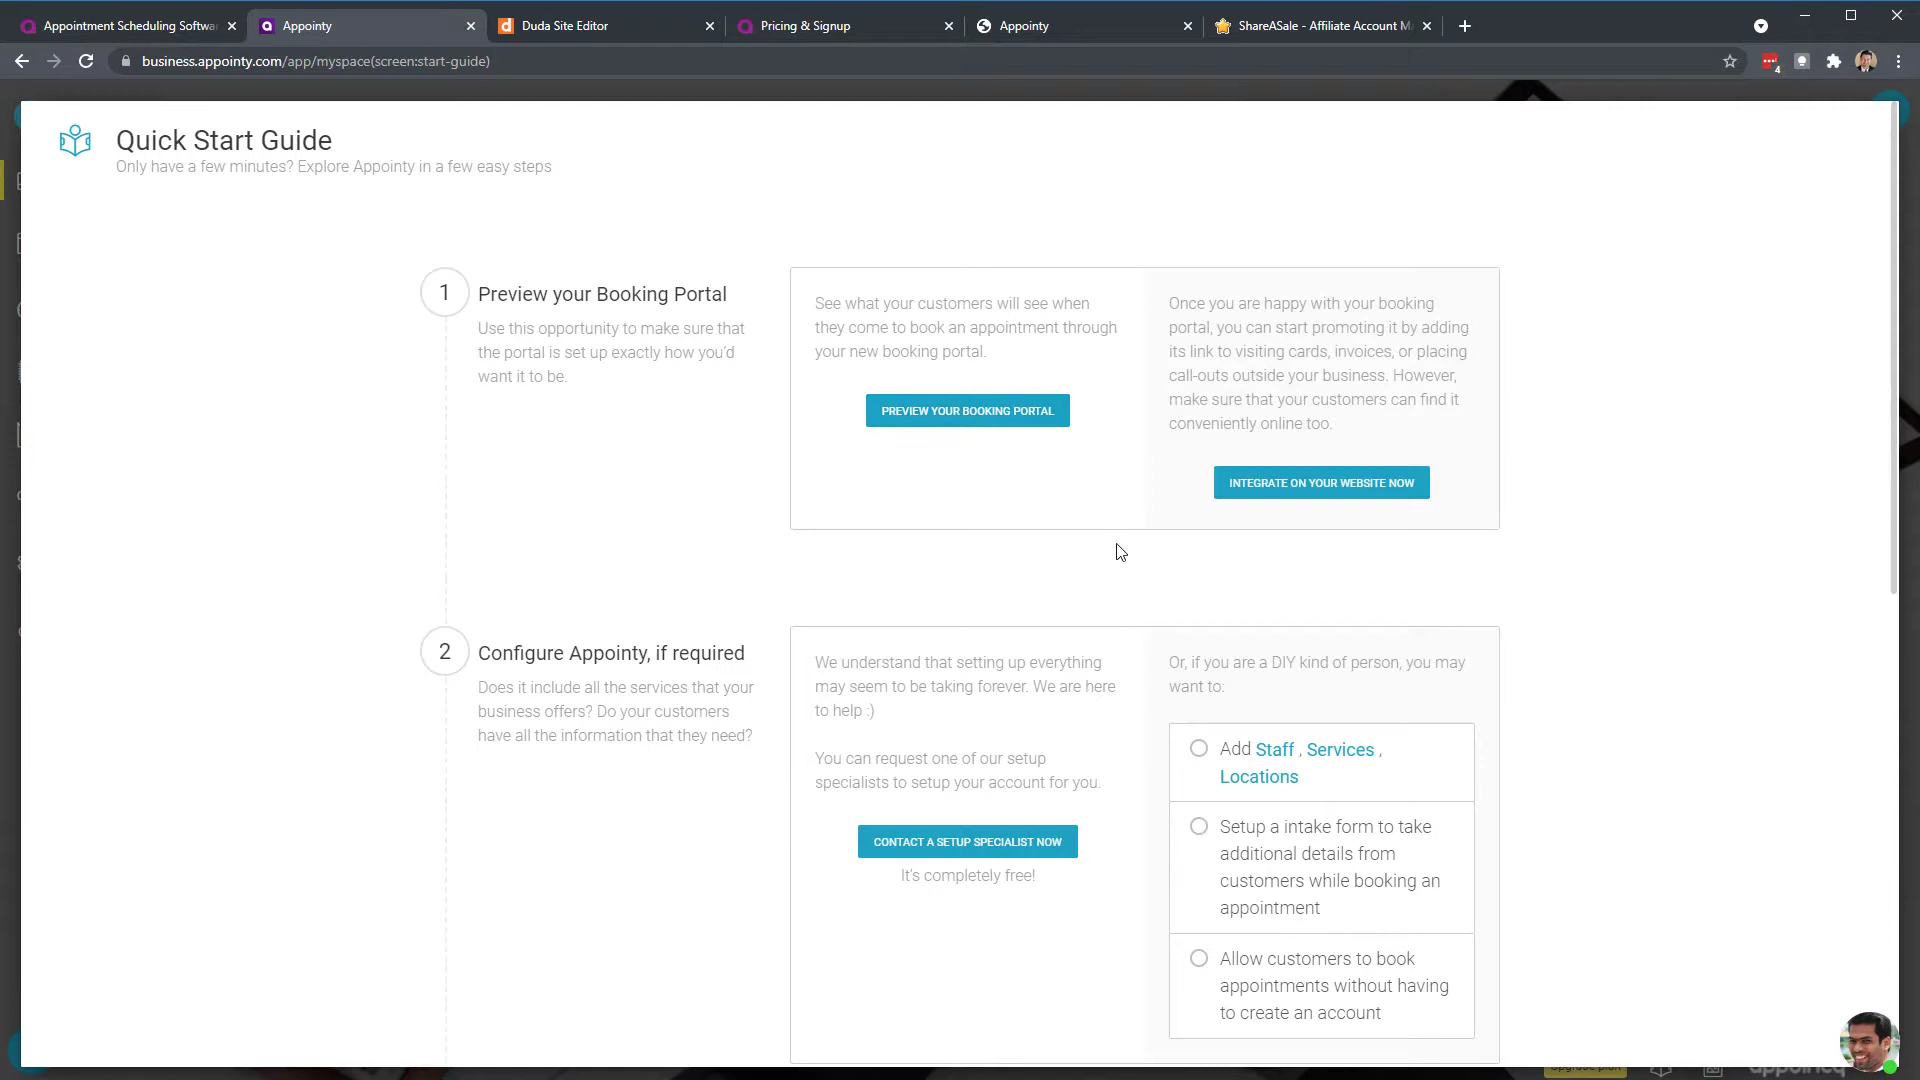 Appointment Scheduling Softwa
Appointy
Duda Site Editor
Pricing & Signup
Appointy
ShareASale - Affiliate Account M
business.appointy.com/app/myspace(screen:start-guide)
4
Quick Start Guide
Only have a few minutes? Explore Appointy in a few easy steps
1
Preview your Booking Portal
Use this opportunity to make sure that
the portal is set up exactly how you'd
want it to be.
See what your customers will see when
they come to book an appointment through
your new booking portal.
PREVIEW YOUR BOOKING PORTAL
Once you are happy with your booking
portal, you can start promoting it by adding
its link to visiting cards, invoices, or placing
call-outs outside your business. However,
make sure that your customers can find it
conveniently online too.
INTEGRATE ON YOUR WEBSITE NOW
2
Configure Appointy, if required
Does it include all the services that your
business offers? Do your customers
have all the information that they need?
We understand that setting up everything
may seem to be taking forever. We are here
to help :)
You can request one of our setup
specialists to setup your account for you.
CONTACT A SETUP SPECIALIST NOW
It's completely free!
Or, if you are a DIY kind of person, you may
want to:
Add Staff , Services ,
Locations
Setup a intake form to take
additional details from
customers while booking an
appointment
Allow customers to book
appointments without having
to create an account
Upgrade plan